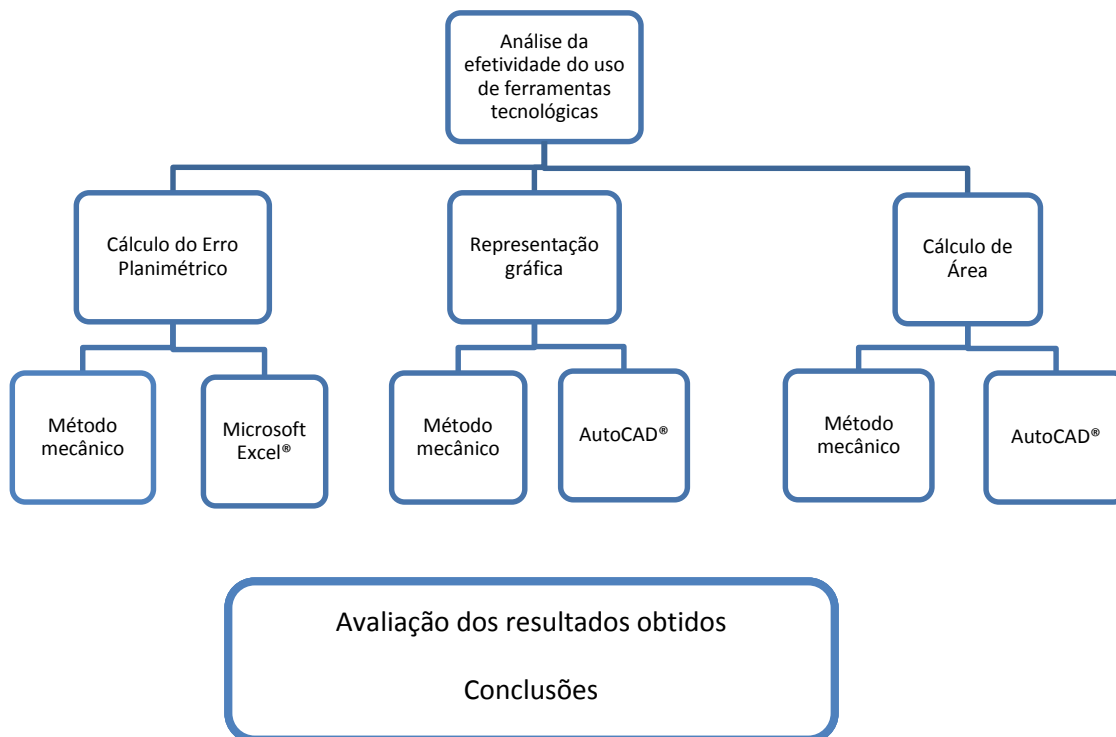 Análise da
efetividade do uso
de ferramentas
tecnológicas
Cálculo do Erro
Planimétrico
Representação
gráfica
Cálculo de
Área
Método
mecânico
Microsoft
Excel®
Método
mecânico
AutoCAD®
Método
mecânico
AutoCAD®
Avaliação dos resultados obtidos
Conclusões